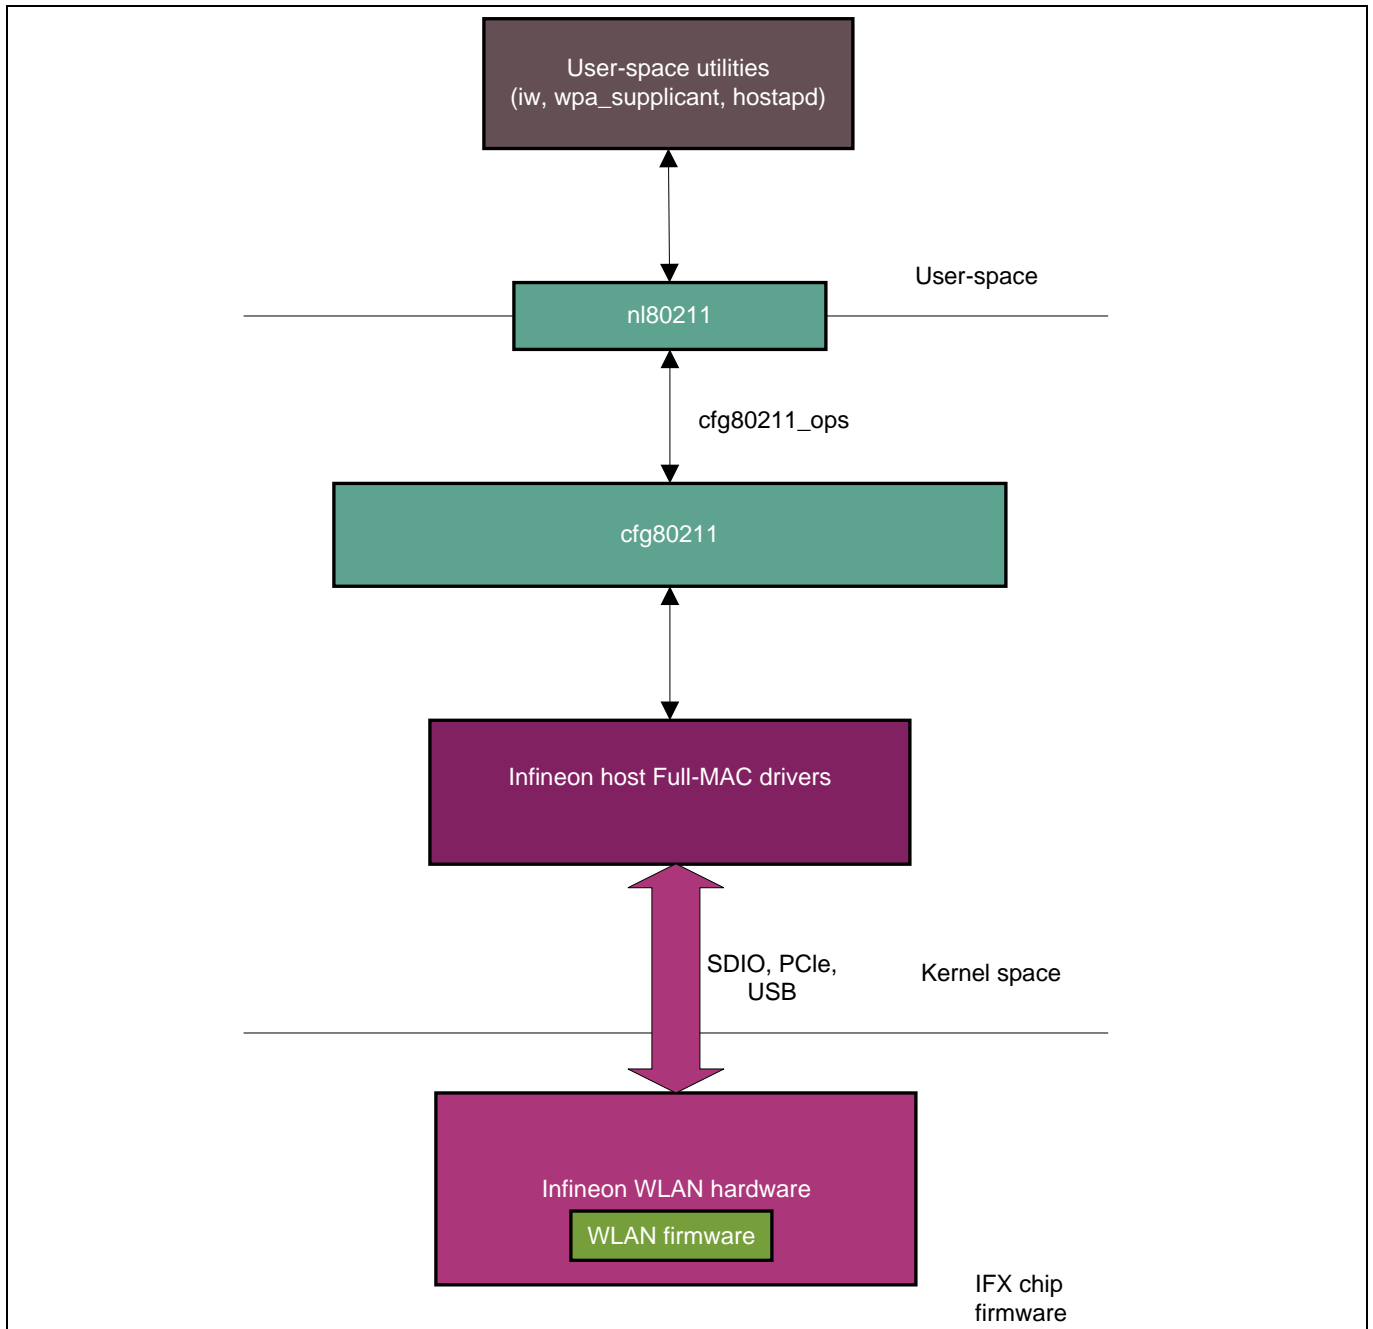 User-space utilities
(iw, wpa_supplicant, hostapd)
User-space
nl80211
cfg80211_ops
cfg80211
Infineon host Full-MAC drivers
SDIO, PCIe,
USB
Kernel space
Infineon WLAN hardware
WLAN firmware
IFX chip
firmware